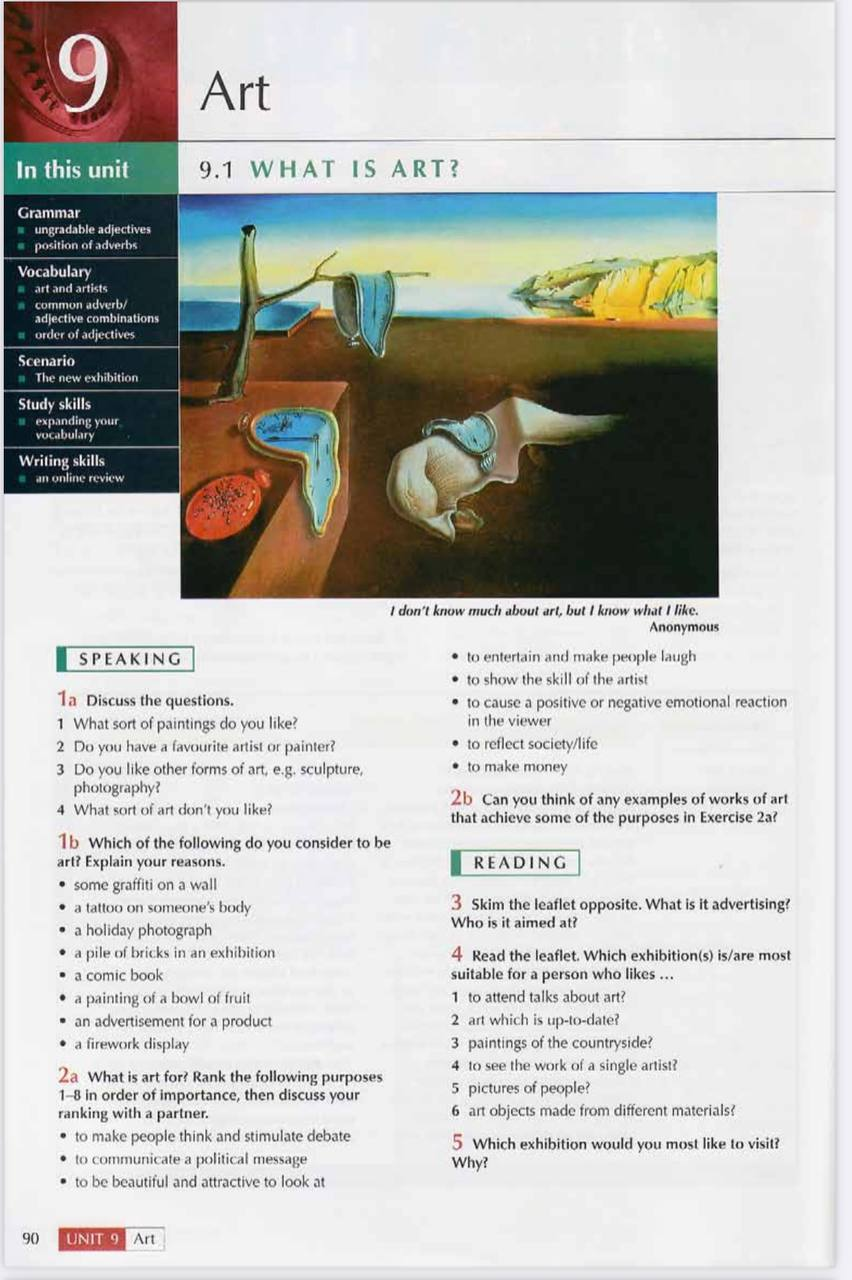 9
Art
In this unit
9.1 WHAT IS ART?
Grammar
ungradable adjectives
position of adverbs
Vocabulary
art and artists
common adverb/
adjective combinations
order of adjectives
Scenario
The new exhibition
Study skills
expanding your
vocabulary
Writing skills
an online review
I don't know much about art, but I know what I like.
Anonymous
SPEAKING
1a Discuss the questions.
1 What sort of paintings do you like?
2 Do you have a favourite artist or painter?
3 Do you like other forms of art, e.g. sculpture,
photography?
4 What sort of art don't you like?
1b Which of the following do you consider to be
art? Explain your reasons.
• some graffiti on a wall
• a tattoo on someone's body
• a holiday photograph
• a pile of bricks in an exhibition
• a comic book
• a painting of a bowl of fruit
• an advertisement for a product
• a firework display
2a What is art for? Rank the following purposes
1–8 in order of importance, then discuss your
ranking with a partner.
• to make people think and stimulate debate
• to communicate a political message
• to be beautiful and attractive to look at
• to entertain and make people laugh
• to show the skill of the artist
• to cause a positive or negative emotional reaction
in the viewer
• to reflect society/life
• to make money
2b Can you think of any examples of works of art
that achieve some of the purposes in Exercise 2a?
READING
3 Skim the leaflet opposite. What is it advertising?
Who is it aimed at?
4 Read the leaflet. Which exhibition(s) is/are most
suitable for a person who likes ...
1 to attend talks about art?
2 art which is up-to-date?
3 paintings of the countryside?
4 to see the work of a single artist?
5 pictures of people?
6 art objects made from different materials?
5 Which exhibition would you most like to visit?
Why?
90 UNIT 9 Art